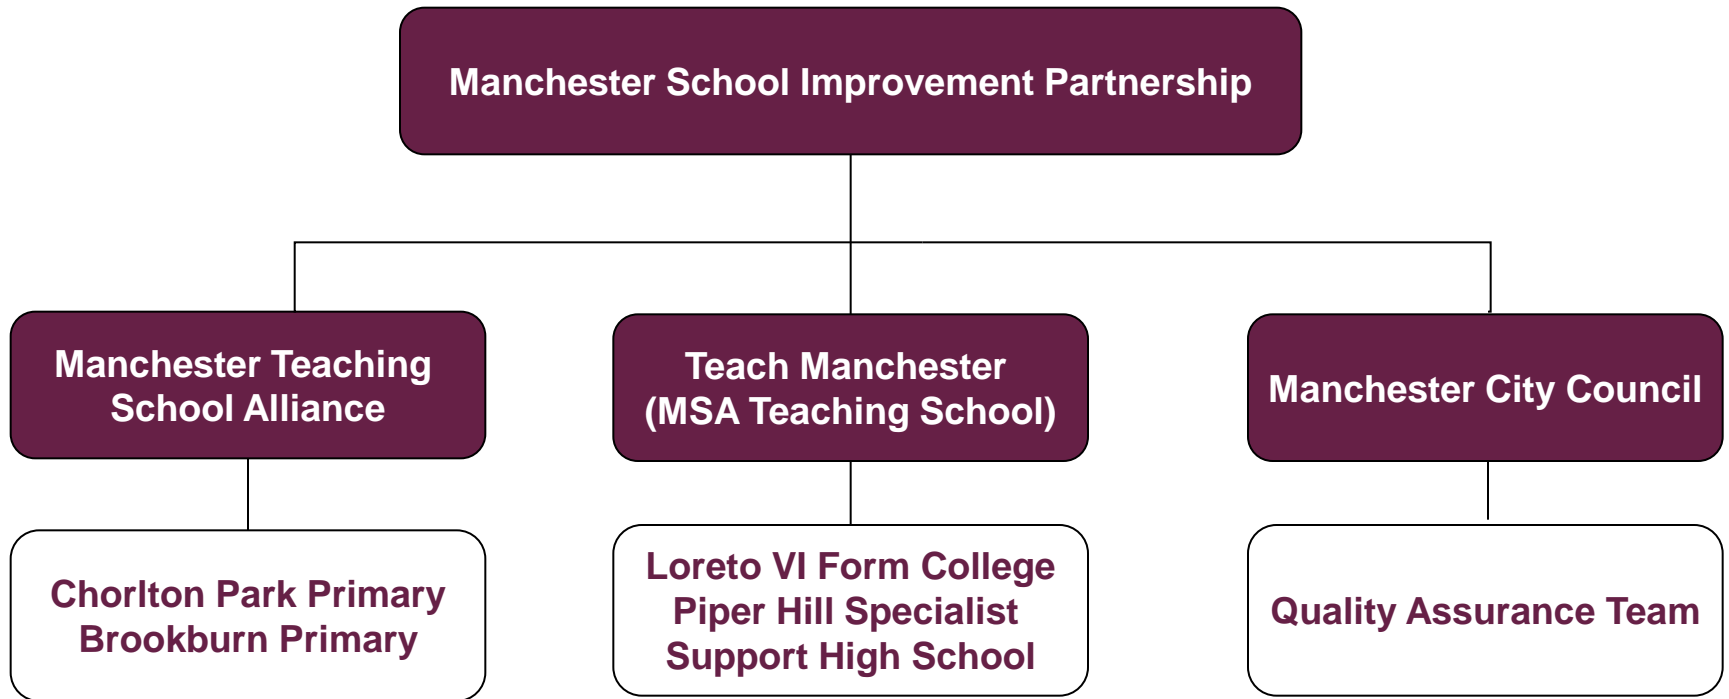 Manchester School Improvement Partnership
Manchester Teaching
School Alliance
Teach Manchester
(MSA Teaching School)
Manchester City Council
Chorlton Park Primary
Brookburn Primary
Loreto VI Form College
Piper Hill Specialist
Support High School
Quality Assurance Team